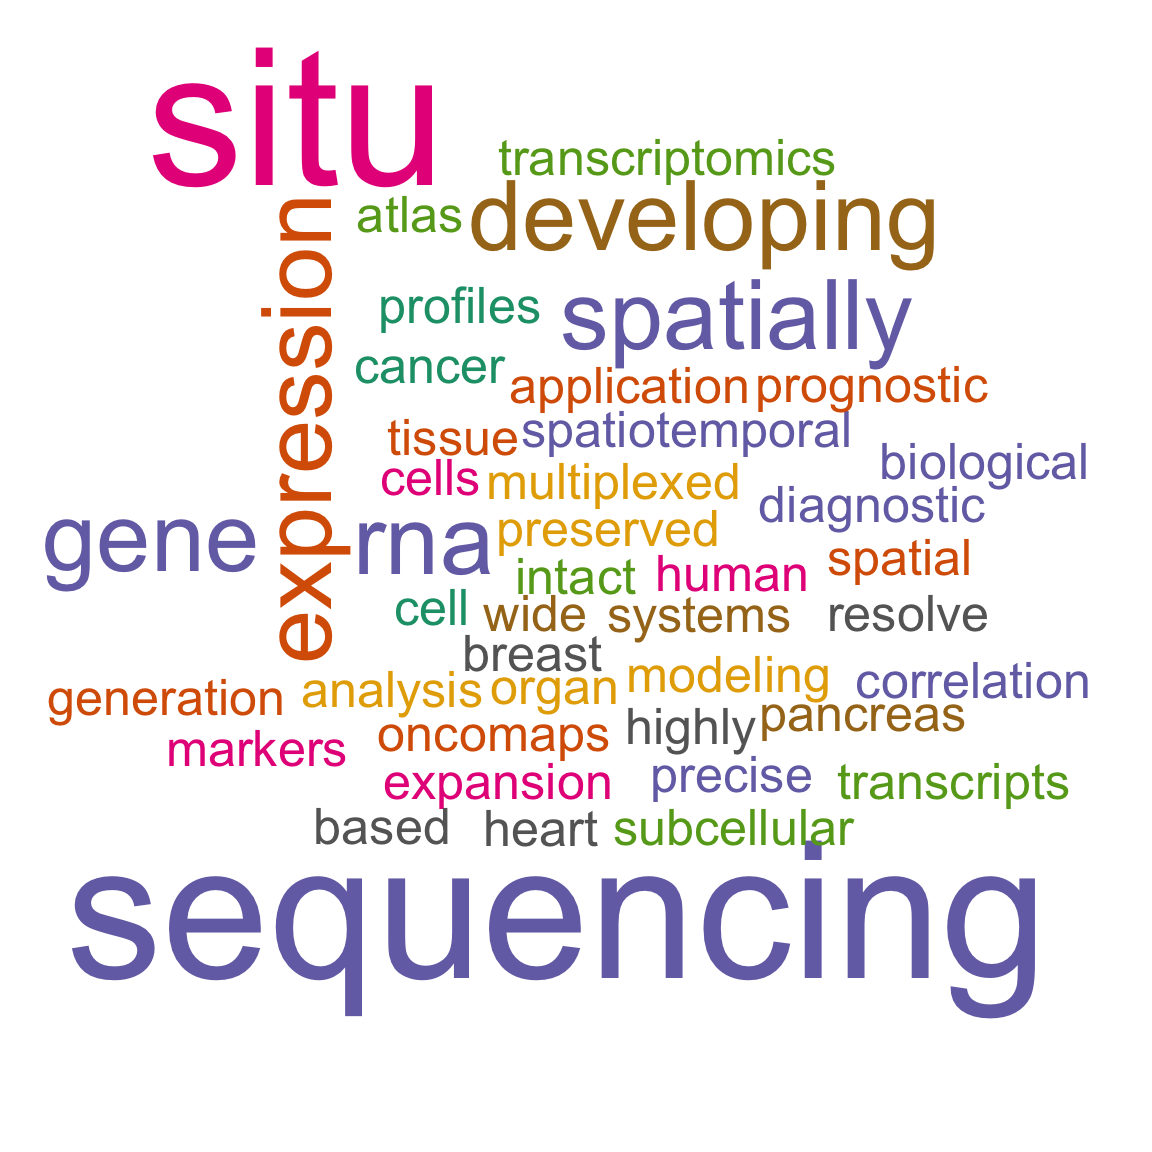 situ
transcriptomics
atlas developing
expression
profiles spatially
cancer
application prognostic
tissue spatiotemporal
biological
cells multiplexed
diagnostic
gene rna preserved
spatial
intact human
cell wide systems resolve
breast
generation analysis organ modeling correlation
markers oncomaps highly pancreas
expansion precise transcripts
based heart subcellular
sequencing